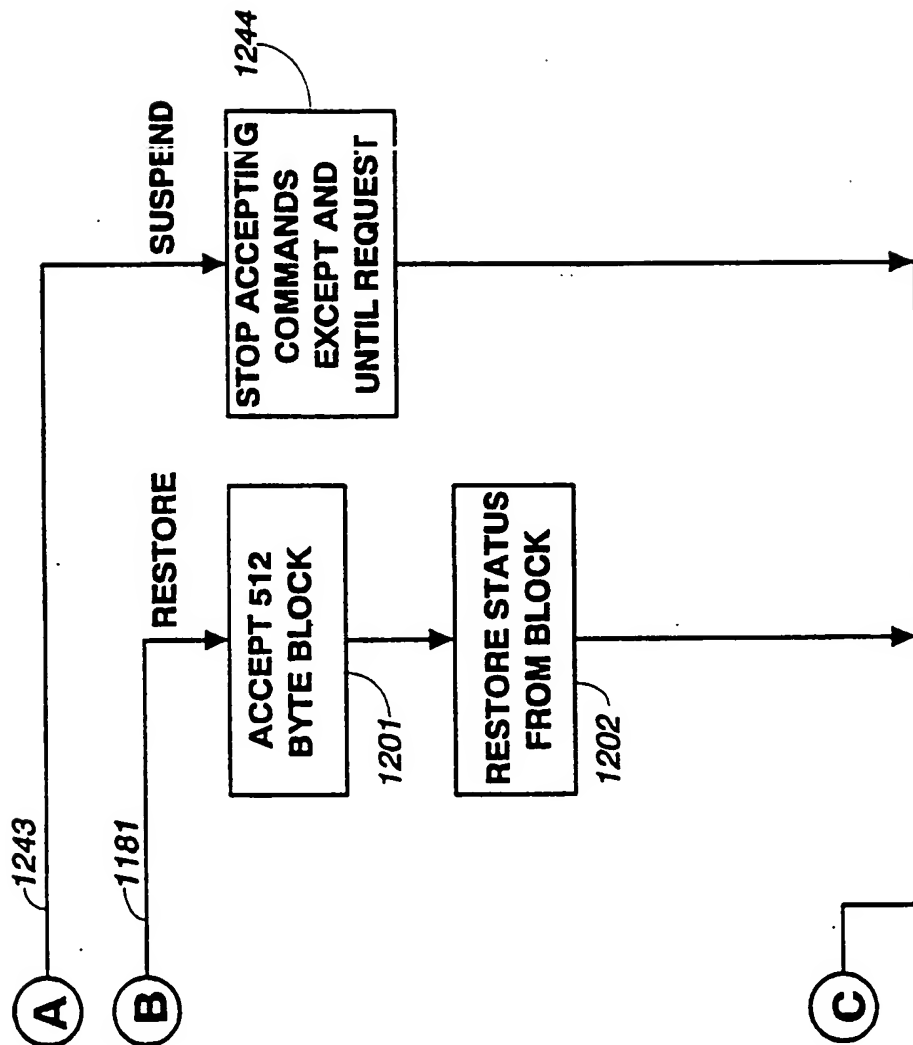 A
1243
SUSPEND
STOP ACCEPTING
COMMANDS
EXCEPT AND
UNTIL REQUEST
1244
B
1181
RESTORE
ACCEPT 512
BYTE BLOCK
1201
RESTORE STATUS
FROM BLOCK
1202
C